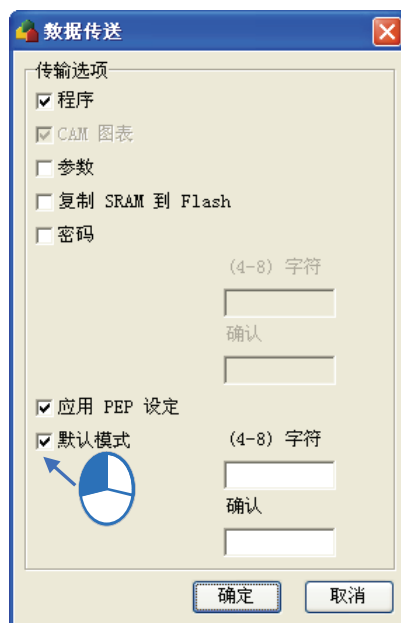 数据传送
传输选项
程序
CAM 图表
参数
复制 SRAM 到 Flash
密码
(4-8) 字符
确认
应用 PEP 设定
默认模式
(4-8) 字符
确认
确定
取消